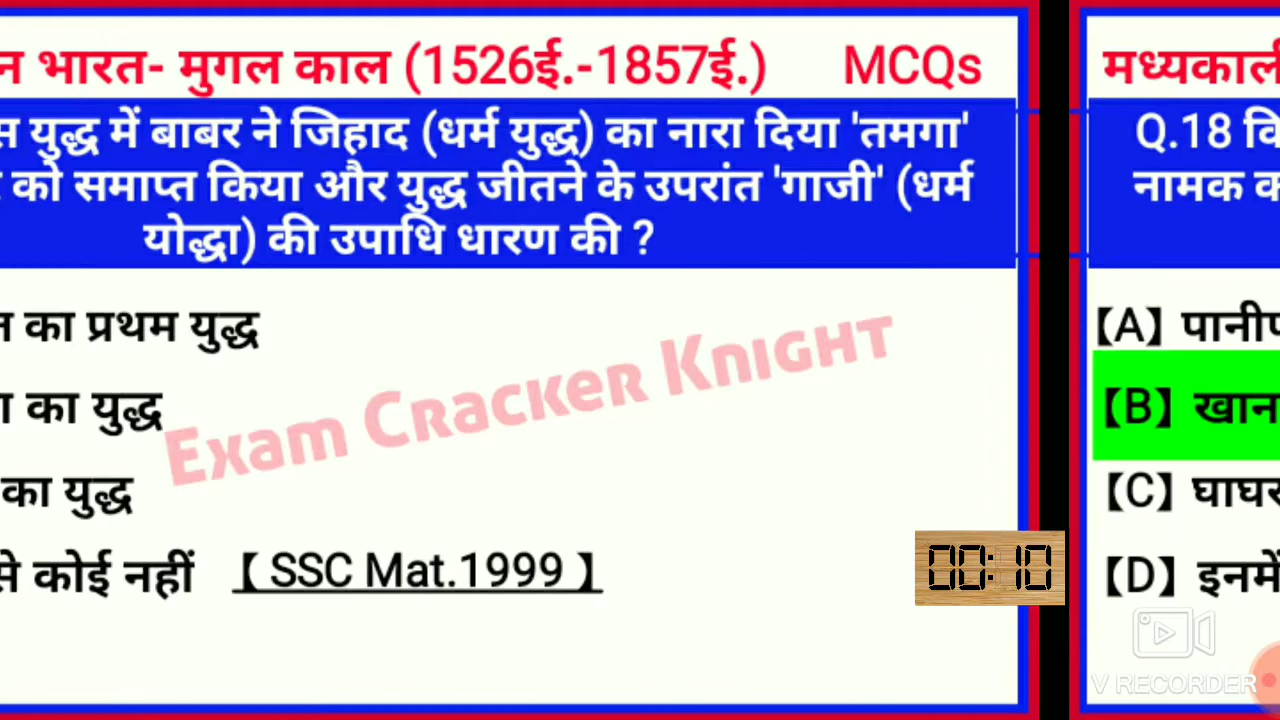 न भारत- मुगल काल (1526ई.-1857ई.) MCQs
स युद्ध में बाबर ने जिहाद (धर्म युद्ध) का नारा दिया 'तमगा'
को समाप्त किया और युद्ध जीतने के उपरांत 'गाजी' (धर्म
योद्धा) की उपाधि धारण की ?
त का प्रथम युद्ध
का युद्ध
का युद्ध
से कोई नहीं 【 SSC Mat.1999 】
Exam Cracker Knight
00:10
मध्यकाल
Q.18 कि
नामक क
【A】 पानीप
【B】 खान
【C】 घाघर
【D】 इनमें
V RECORDER